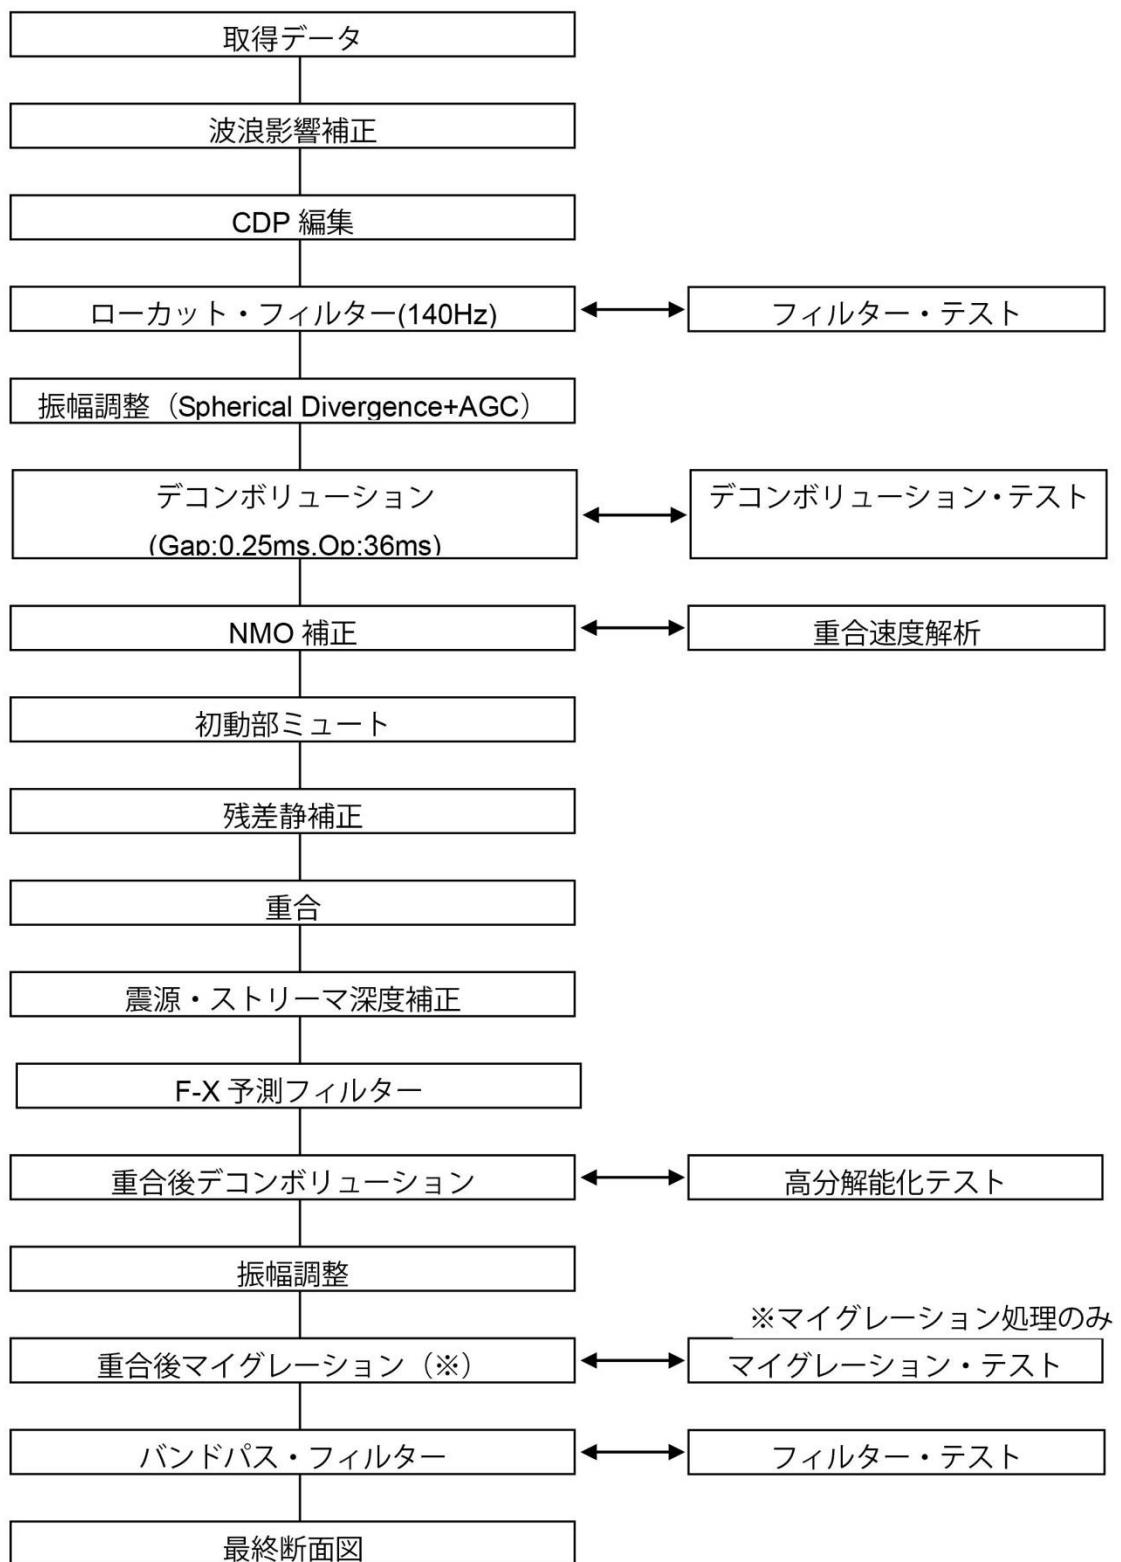 取得データ
波浪影響補正
CDP 編集
ローカット・フィルター(140Hz)
フィルター・テスト
振幅調整（Spherical Divergence+AGC）
デコンボリューション
(Gap:0.25ms,Op:36ms)
デコンボリューション・テスト
NMO 補正
重合速度解析
初動部ミュート
残差静補正
重合
震源・ストリーマ深度補正
F-X 予測フィルター
重合後デコンボリューション
高分解能化テスト
振幅調整
※マイグレーション処理のみ
重合後マイグレーション（※）
マイグレーション・テスト
バンドパス・フィルター
フィルター・テスト
最終断面図